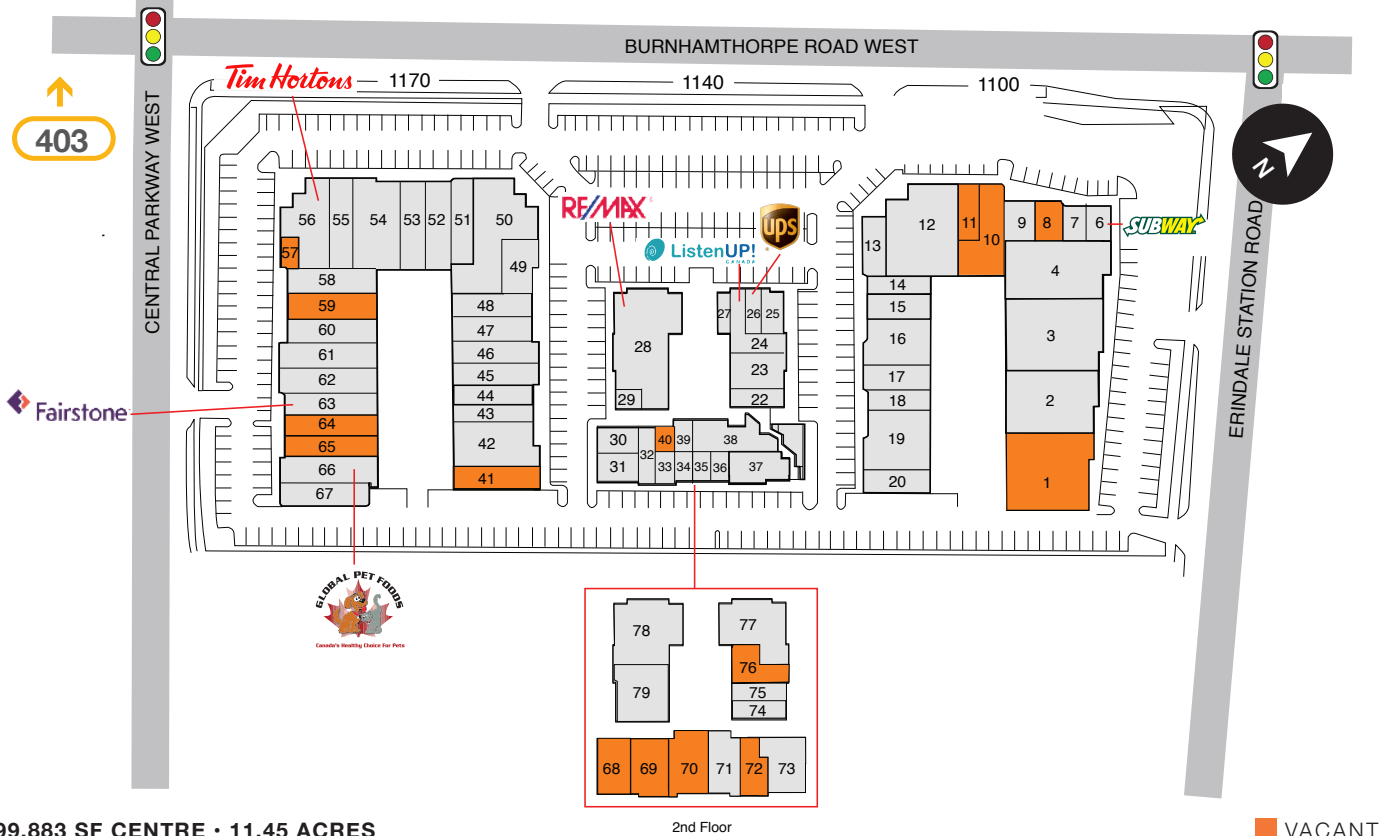 BURNHAMTHORPE ROAD WEST
Tim Hortons
1170
1140
1100
403
CENTRAL PARKWAY WEST
ERINDALE STATION ROAD
N
RE/MAX
ups
ListenUP!
CANADA
SUBWAY
56 55 54 53 52 51 50
57
49
58
59
60
61
62
63
64
65
66
67
48
47
46
45
44
43
42
41
Fairstone
28
29
27 26 25
24
23
22
30
31
32 40 39 38
33 34 35 36 37
13 12 11 10 9 8 7 6
14
15
16
17
18
19
20
4
3
2
1
GLOBAL PET FOODS
Canada's Healthy Choice For Pets
78
79
77
76
75
74
68 69 70 71 72 73
2nd Floor
99,883 SF CENTRE • 11.45 ACRES
VACANT